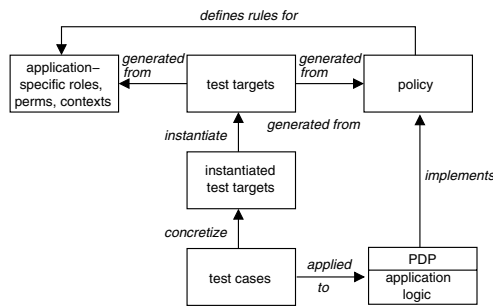 defines rules for
application–
specific roles,
perms, contexts
generated
from
test targets
generated
from
policy
instantiate
generated from
instantiated
test targets
implements
concretize
test cases
applied
to
PDP
application
logic